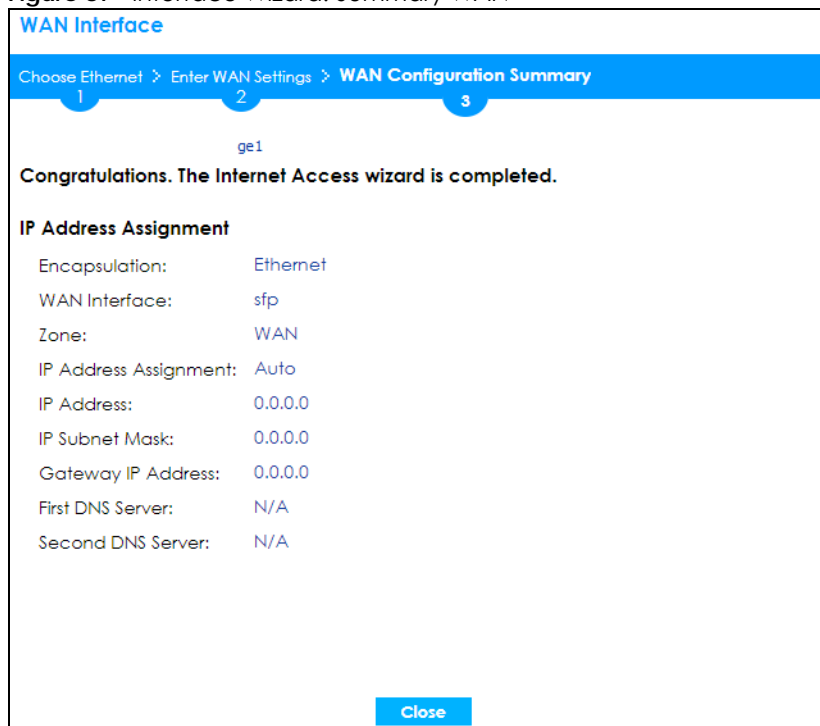 WAN Interface
Choose Ethernet > Enter WAN Settings > WAN Configuration Summary
1 2 3
ge1
Congratulations. The Internet Access wizard is completed.
IP Address Assignment
Encapsulation: Ethernet
WAN Interface: sfp
Zone: WAN
IP Address Assignment: Auto
IP Address: 0.0.0.0
IP Subnet Mask: 0.0.0.0
Gateway IP Address: 0.0.0.0
First DNS Server: N/A
Second DNS Server: N/A
Close